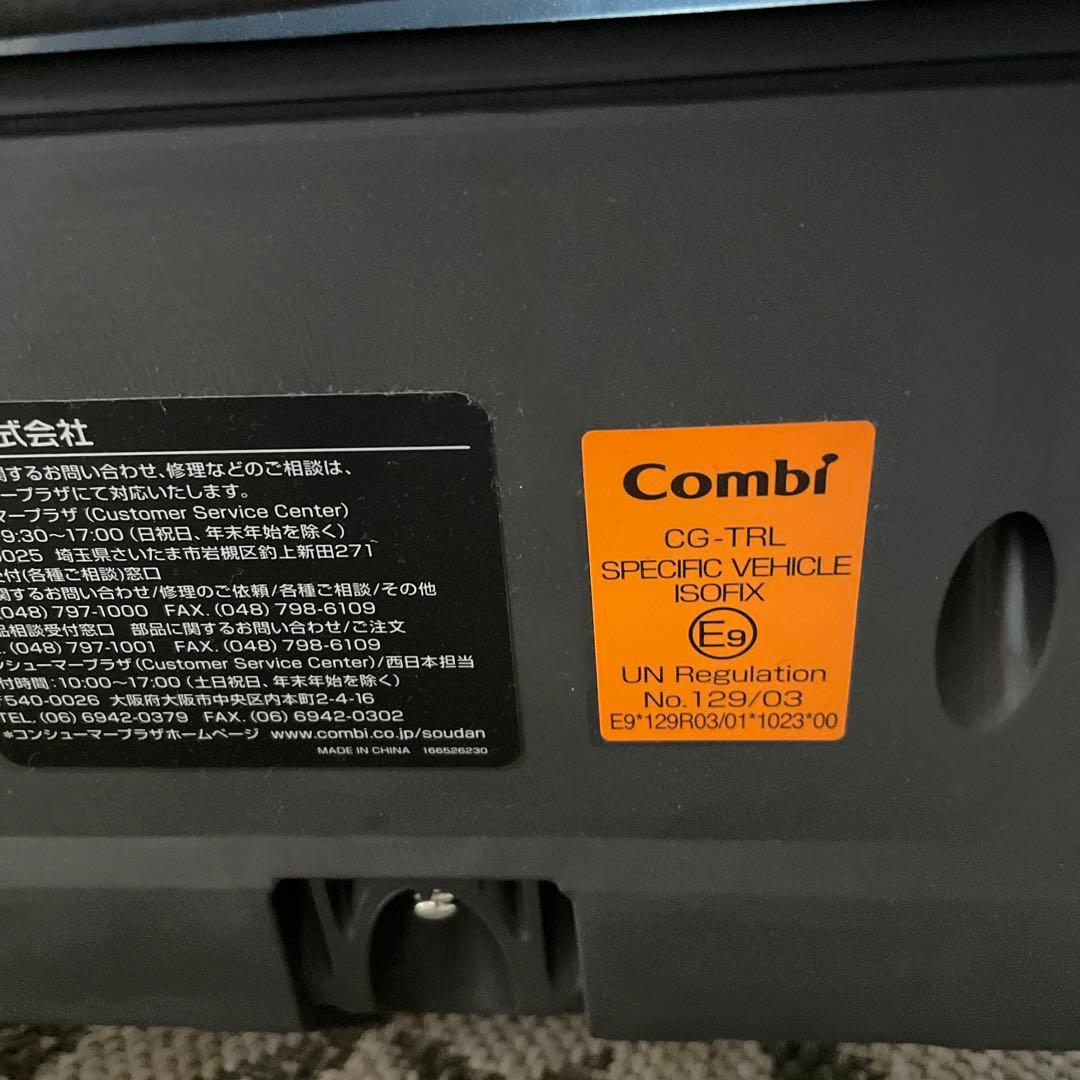 式会社
関するお問い合わせ、修理などのご相談は、
ープラザにて対応いたします。
マープラザ (Customer Service Center)
9:30〜17:00 (日祝日、年末年始を除く)
0025 埼玉県さいたま市岩槻区釣上新田271
受付(各種ご相談)窓口
関するお問い合わせ/修理のご依頼/各種ご相談/その他
(048) 797-1000 FAX. (048) 798-6109
品相談受付窓口 部品に関するお問い合わせ/ご注文
. (048) 797-1001 FAX. (048) 798-6109
ンシューマープラザ (Customer Service Center)/西日本担当
付時間:10:00〜17:00 (土日祝日、年末年始を除く)
〒540-0026 大阪府大阪市中央区内本町2-4-16
TEL. (06) 6942-0379 FAX. (06) 6942-0302
*コンシューマープラザホームページ www.combi.co.jp/soudan
MADE IN CHINA 166526230
Combi
CG-TRL
SPECIFIC VEHICLE
ISOFIX
E9
UN Regulation
No.129/03
E9*129R03/01*1023*00